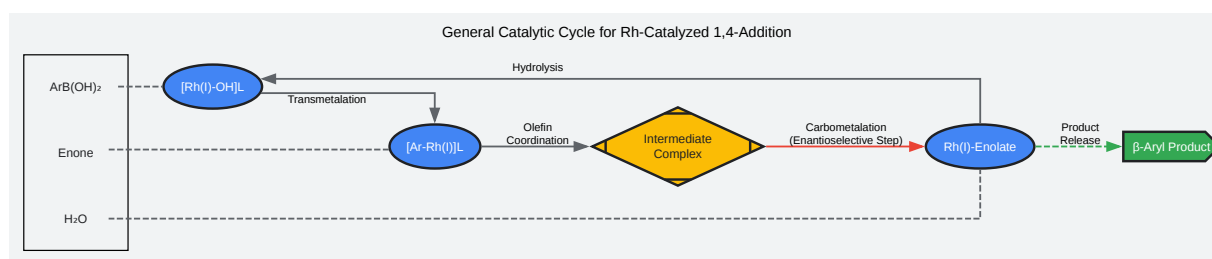 General Catalytic Cycle for Rh-Catalyzed 1,4-Addition
ArB(OH)₂
Enone
H₂O
[Rh(I)-OH]L
Hydrolysis
Transmetalation
[Ar-Rh(I)]L
Olefin
Coordination
Intermediate
Complex
Carbometalation
(Enantioselective Step)
Rh(I)-Enolate
Product
Release
β-Aryl Product